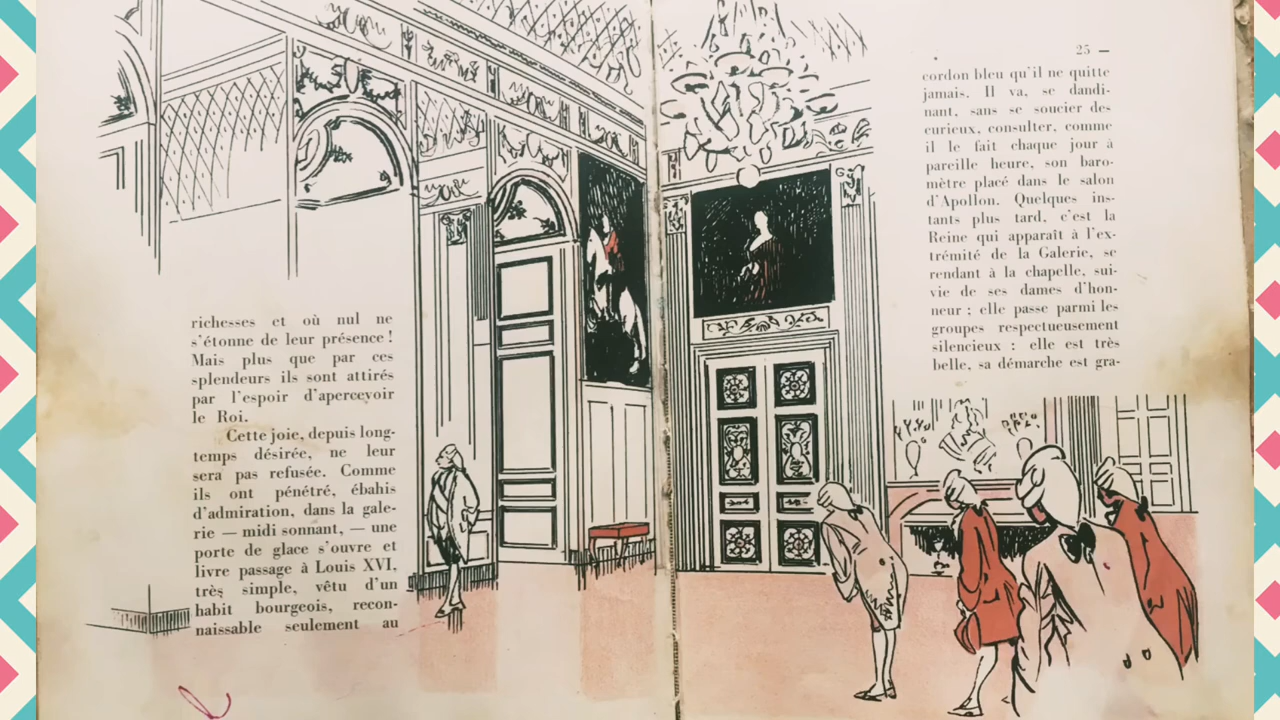 richesses et où nul ne
s'étonne de leur présence !
Mais plus que par ces
splendeurs ils sont attirés
par l'espoir d'apercevoir
le Roi.
Cette joie, depuis long-
temps désirée, ne leur
sera pas refusée. Comme
ils ont pénétré, ébahis
d'admiration, dans la gale-
rie — midi sonnant, — une
porte de glace s'ouvre et
livre passage à Louis XVI,
très simple, vêtu d'un
habit bourgeois, recon-
naissable seulement au
25 —
cordon bleu qu'il ne quitte
jamais. Il va, se dandi-
nant, sans se soucier des
curieux, consulter, comme
il le fait chaque jour à
pareille heure, son baro-
mètre placé dans le salon
d'Apollon. Quelques ins-
tants plus tard, c'est la
Reine qui apparaît à l'ex-
trémité de la Galerie, se
rendant à la chapelle, sui-
vie de ses dames d'hon-
neur ; elle passe parmi les
groupes respectueusement
silencieux : elle est très
belle, sa démarche est gra-